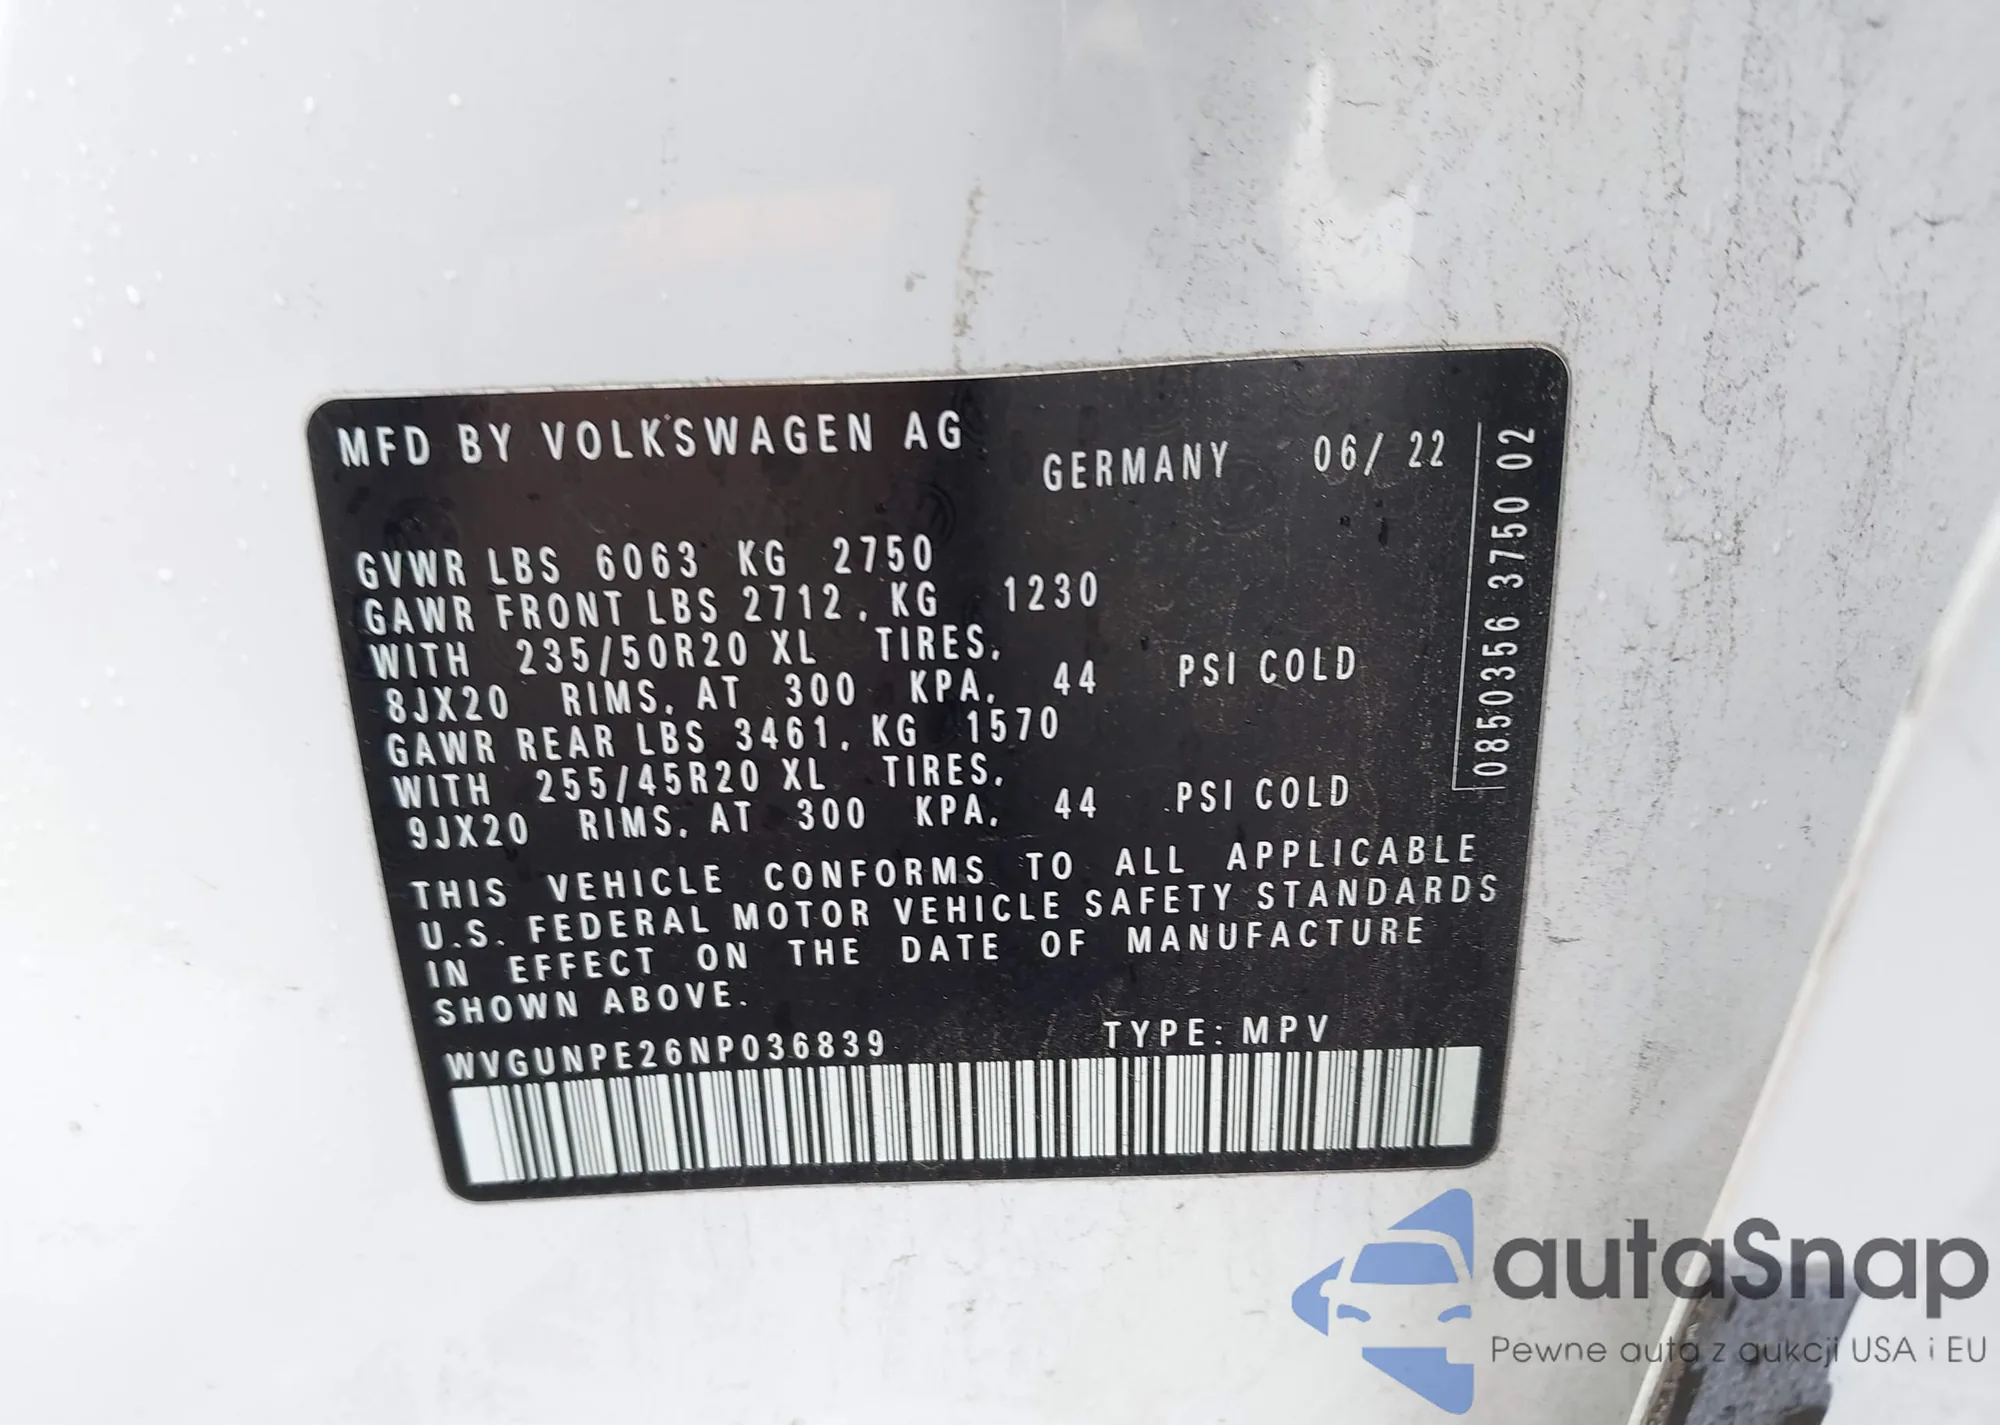 MFD BY VOLKSWAGEN AG
GERMANY 06/ 22
GVWR LBS 6063 KG 2750
GAWR FRONT LBS 2712, KG 1230
WITH 235/50R20 XL TIRES,
8JX20 RIMS, AT 300 KPA, 44 PSI COLD
GAWR REAR LBS 3461, KG 1570
WITH 255/45R20 XL TIRES,
9JX20 RIMS, AT 300 KPA, 44 PSI COLD
THIS VEHICLE CONFORMS TO ALL APPLICABLE
U.S. FEDERAL MOTOR VEHICLE SAFETY STANDARDS
IN EFFECT ON THE DATE OF MANUFACTURE
SHOWN ABOVE.
WVGUNPE26NP036839 TYPE: MPV
0850356 3750 02
autaSnap
Pewne auta z aukcji USA i EU